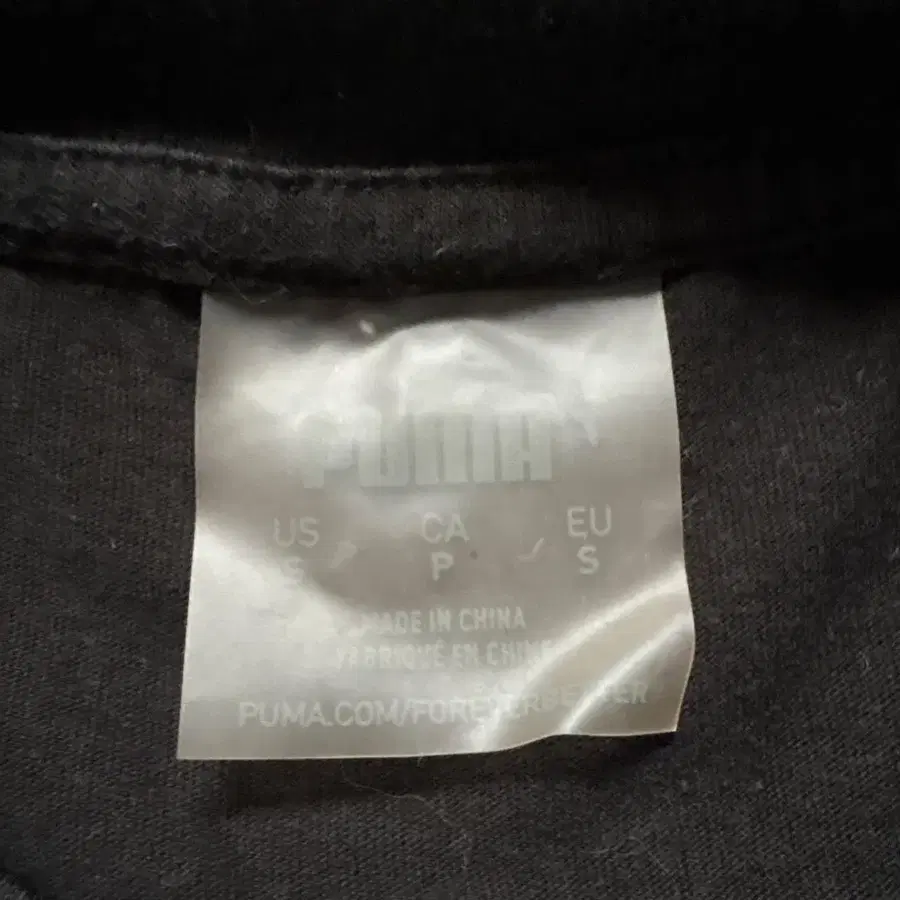 PUMA
US CA EU
S P S
MADE IN CHINA
FABRIQUÉ EN CHINE
PUMA.COM/FOREVERBETTER